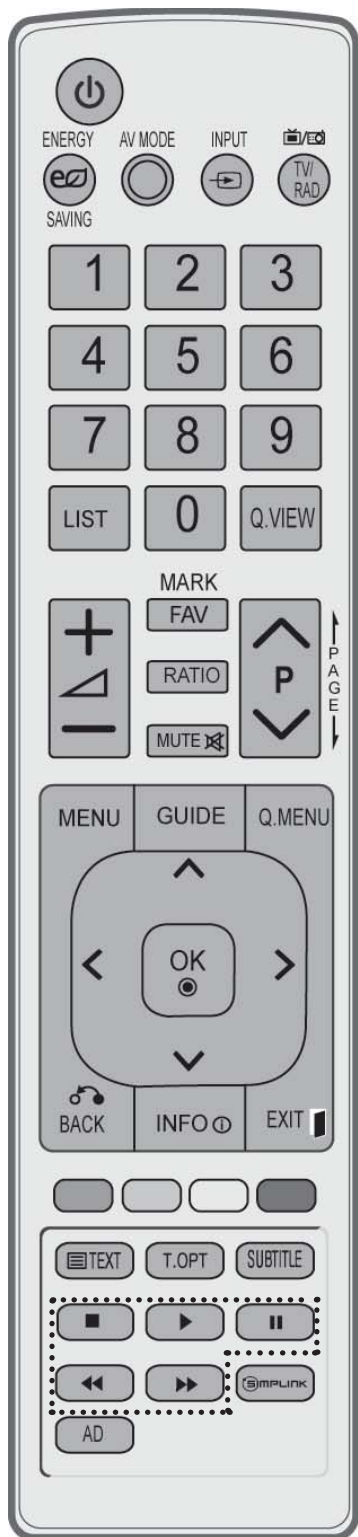 ENERGY AV MODE INPUT
TV/
RAD
SAVING
1 2 3
4 5 6
7 8 9
LIST 0 Q.VIEW
MARK
FAV
RATIO
P
PAGE
MUTE
MENU GUIDE Q.MENU
OK
BACK INFO EXIT
TEXT T.OPT SUBTITLE
SIMPLINK
AD